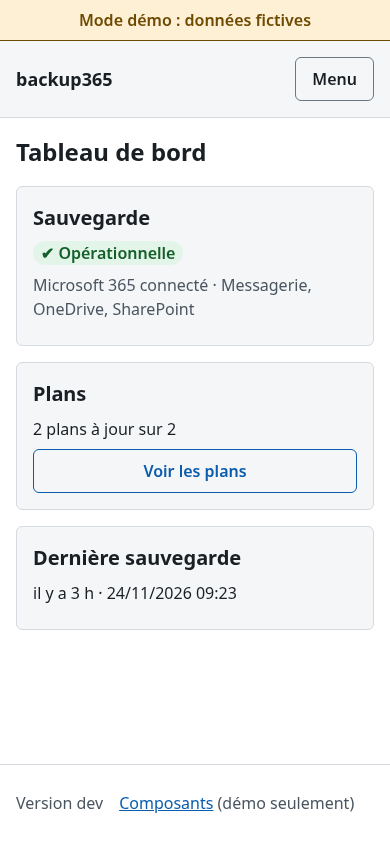 Mode démo : données fictives
backup365
Menu
Tableau de bord
Sauvegarde
✔ Opérationnelle
Microsoft 365 connecté · Messagerie,
OneDrive, SharePoint
Plans
2 plans à jour sur 2
Voir les plans
Dernière sauvegarde
il y a 3 h · 24/11/2026 09:23
Version dev Composants (démo seulement)